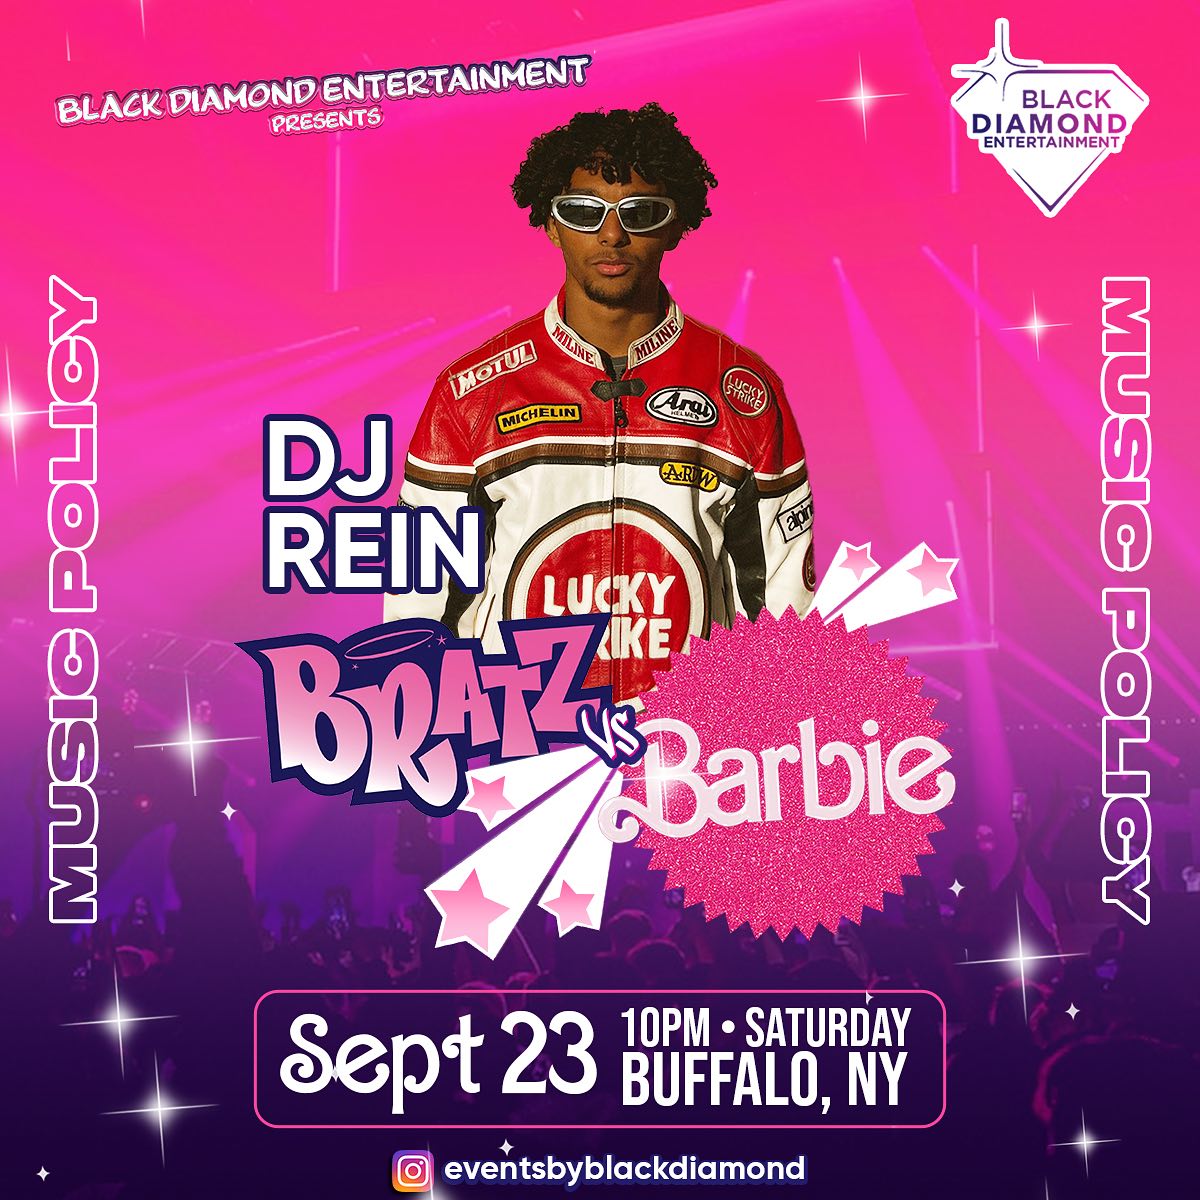 BLACK DIAMOND ENTERTAINMENT
PRESENTS
BLACK
DIAMOND
ENTERTAINMENT
MUSIC POLICY
MUSIC POLICY
MILINE
MILINE
MOTUL
MICHELIN
Arai
HELMET
LUCKY
STRIKE
DJ
REIN
LUCKY
BRATZ
VS
Barbie
Sept 23
10PM • SATURDAY
BUFFALO, NY
eventsbyblackdiamond